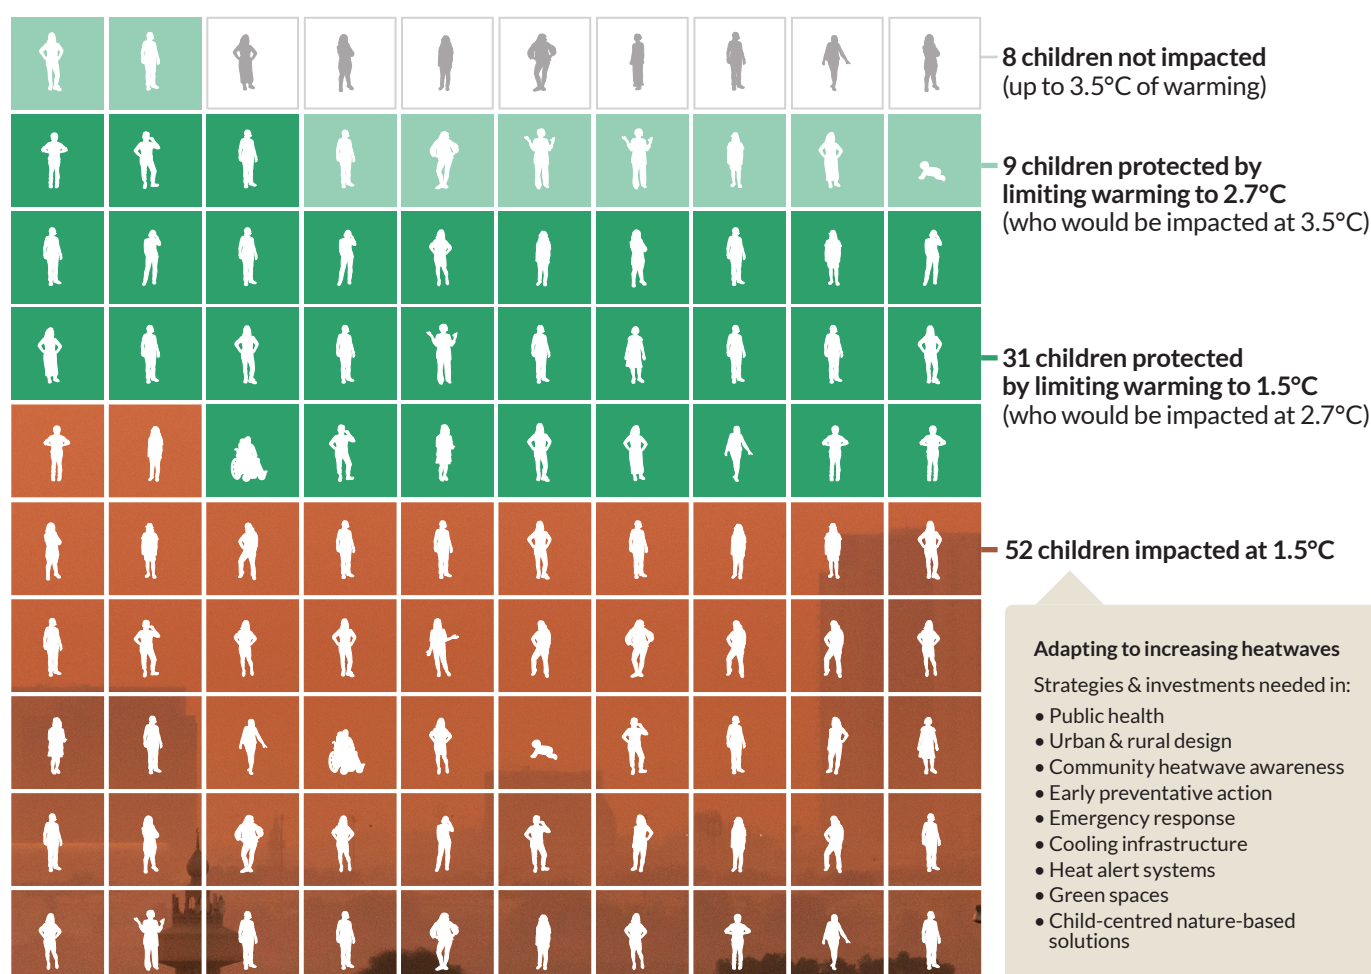 8 children not impacted
(up to 3.5°C of warming)
9 children protected by
limiting warming to 2.7°C
(who would be impacted at 3.5°C)
31 children protected
by limiting warming to 1.5°C
(who would be impacted at 2.7°C)
52 children impacted at 1.5°C
Adapting to increasing heatwaves
Strategies & investments needed in:
• Public health
• Urban & rural design
• Community heatwave awareness
• Early preventative action
• Emergency response
• Cooling infrastructure
• Heat alert systems
• Green spaces
• Child-centred nature-based
solutions